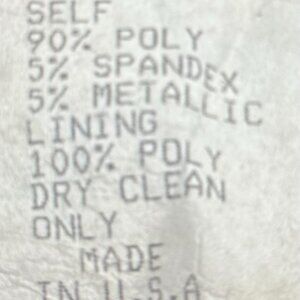 SELF
90% POLY
5% SPANDEX
5% METALLIC
LINING
100% POLY
DRY CLEAN
ONLY
MADE
IN U.S.A